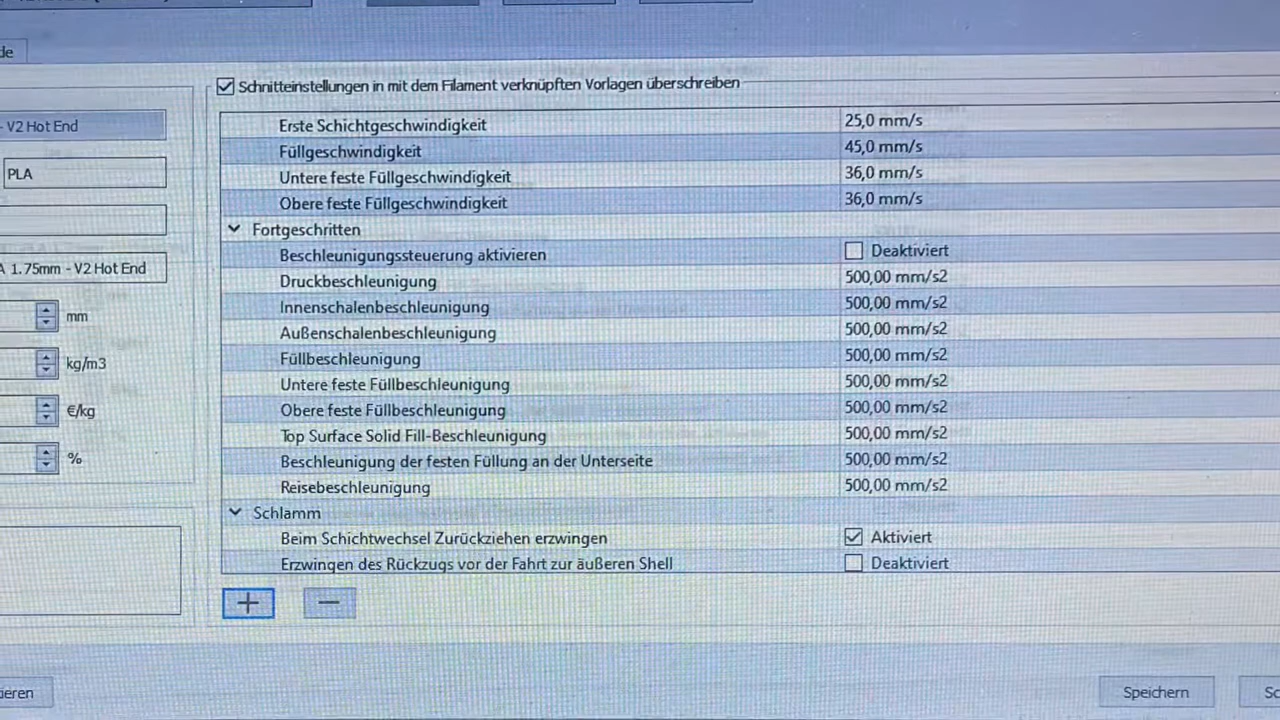 de
Schnitteinstellungen in mit dem Filament verknüpften Vorlagen überschreiben
- V2 Hot End
PLA
A 1.75mm - V2 Hot End
mm
kg/m3
€/kg
%
Erste Schichtgeschwindigkeit 25,0 mm/s
Füllgeschwindigkeit 45,0 mm/s
Untere feste Füllgeschwindigkeit 36,0 mm/s
Obere feste Füllgeschwindigkeit 36,0 mm/s
Fortgeschritten
Beschleunigungssteuerung aktivieren Deaktiviert
Druckbeschleunigung 500,00 mm/s2
Innenschalenbeschleunigung 500,00 mm/s2
Außenschalenbeschleunigung 500,00 mm/s2
Füllbeschleunigung 500,00 mm/s2
Untere feste Füllbeschleunigung 500,00 mm/s2
Obere feste Füllbeschleunigung 500,00 mm/s2
Top Surface Solid Fill-Beschleunigung 500,00 mm/s2
Beschleunigung der festen Füllung an der Unterseite 500,00 mm/s2
Reisebeschleunigung 500,00 mm/s2
Schlamm
Beim Schichtwechsel Zurückziehen erzwingen Aktiviert
Erzwingen des Rückzugs vor der Fahrt zur äußeren Shell Deaktiviert
ieren
Speichern
Sc